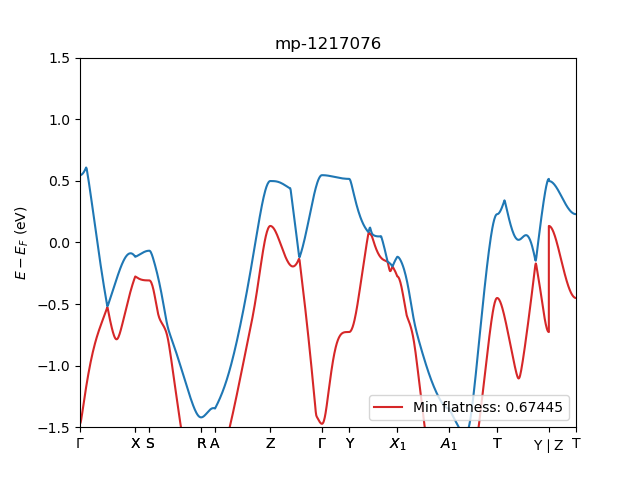 mp-1217076
E − E_F (eV)
1.5
1.0
0.5
0.0
−0.5
−1.0
−1.5
Min flatness: 0.67445
Γ X S R A Z Γ Y X₁ A₁ T Y | Z T